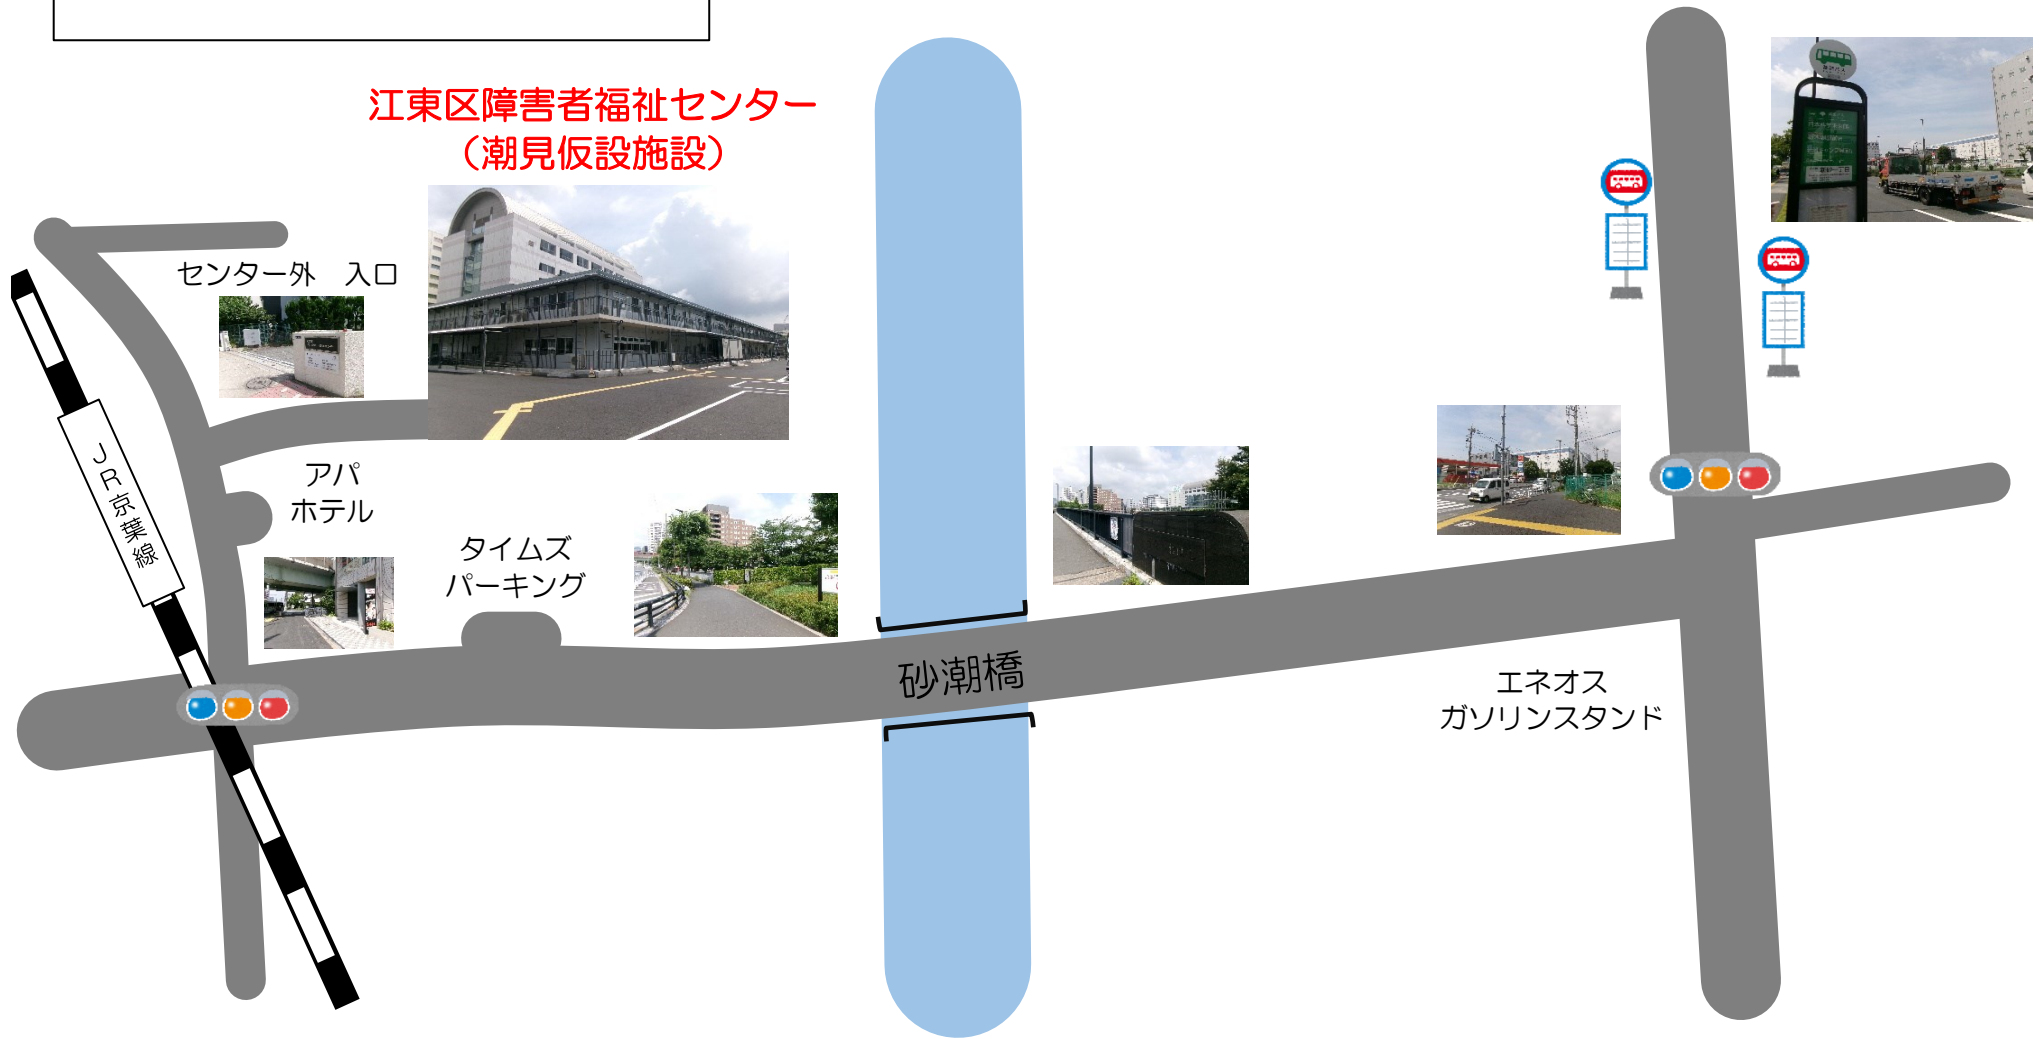 江東区障害者福祉センター
（潮見仮設施設）
センター外　入口
JR京葉線
アパ
ホテル
タイムズ
パーキング
砂潮橋
エネオス
ガソリンスタンド